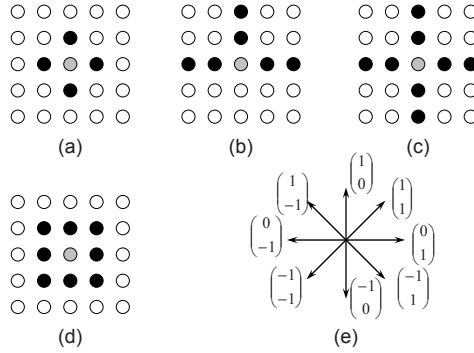 (a)
(b)
(c)
(d)
(e)
(1 0)
(1 1)
(0 1)
(-1 1)
(-1 0)
(-1 -1)
(0 -1)
(1 -1)